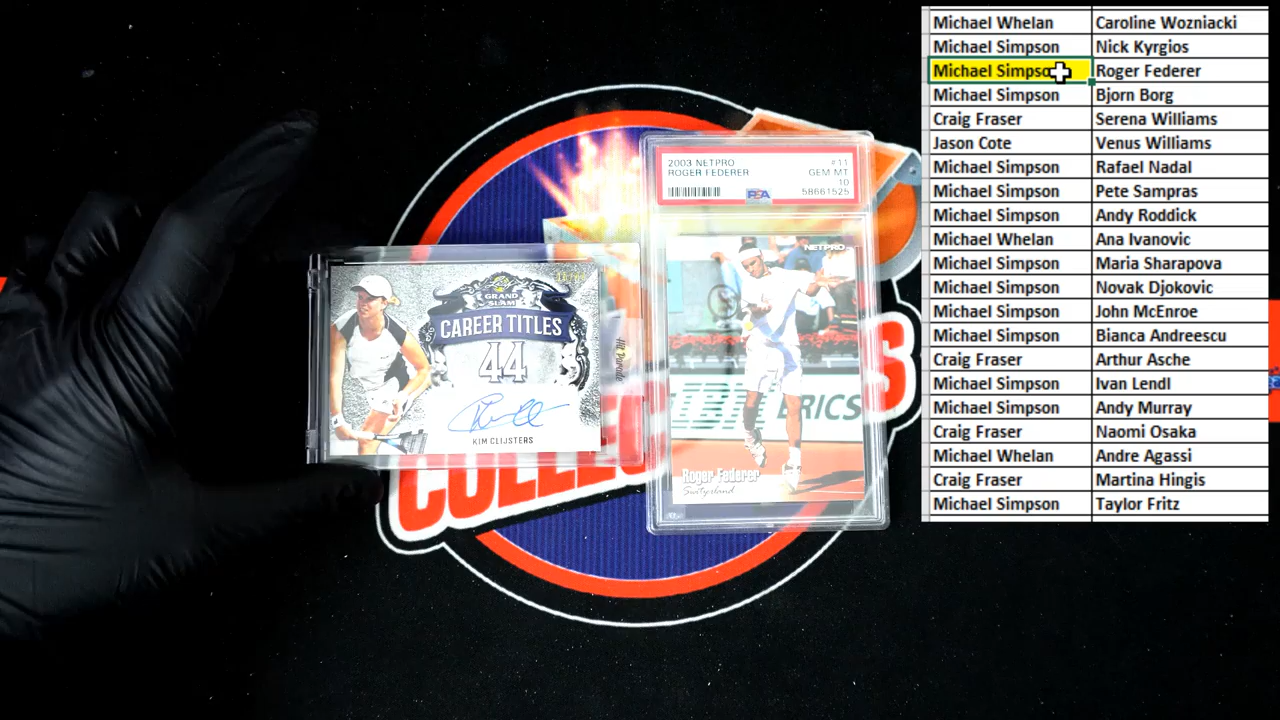 Michael Whelan Caroline Wozniacki
Michael Simpson Nick Kyrgios
Michael Simpso Roger Federer
Michael Simpson Bjorn Borg
Craig Fraser Serena Williams
Jason Cote Venus Williams
Michael Simpson Rafael Nadal
Michael Simpson Pete Sampras
Michael Simpson Andy Roddick
Michael Whelan Ana Ivanovic
Michael Simpson Maria Sharapova
Michael Simpson Novak Djokovic
Michael Simpson John McEnroe
Michael Simpson Bianca Andreescu
Craig Fraser Arthur Asche
Michael Simpson Ivan Lendl
Michael Simpson Andy Murray
Craig Fraser Naomi Osaka
Michael Whelan Andre Agassi
Craig Fraser Martina Hingis
Michael Simpson Taylor Fritz
2003 NETPRO #11
ROGER FEDERER GEM MT
10
PSA 58661525
NETPRO
ERICS
Roger Federer
Switzerland
GRAND
SLAM
CAREER TITLES
44
KIM CLIJSTERS
Hit Parade
COLLE
S